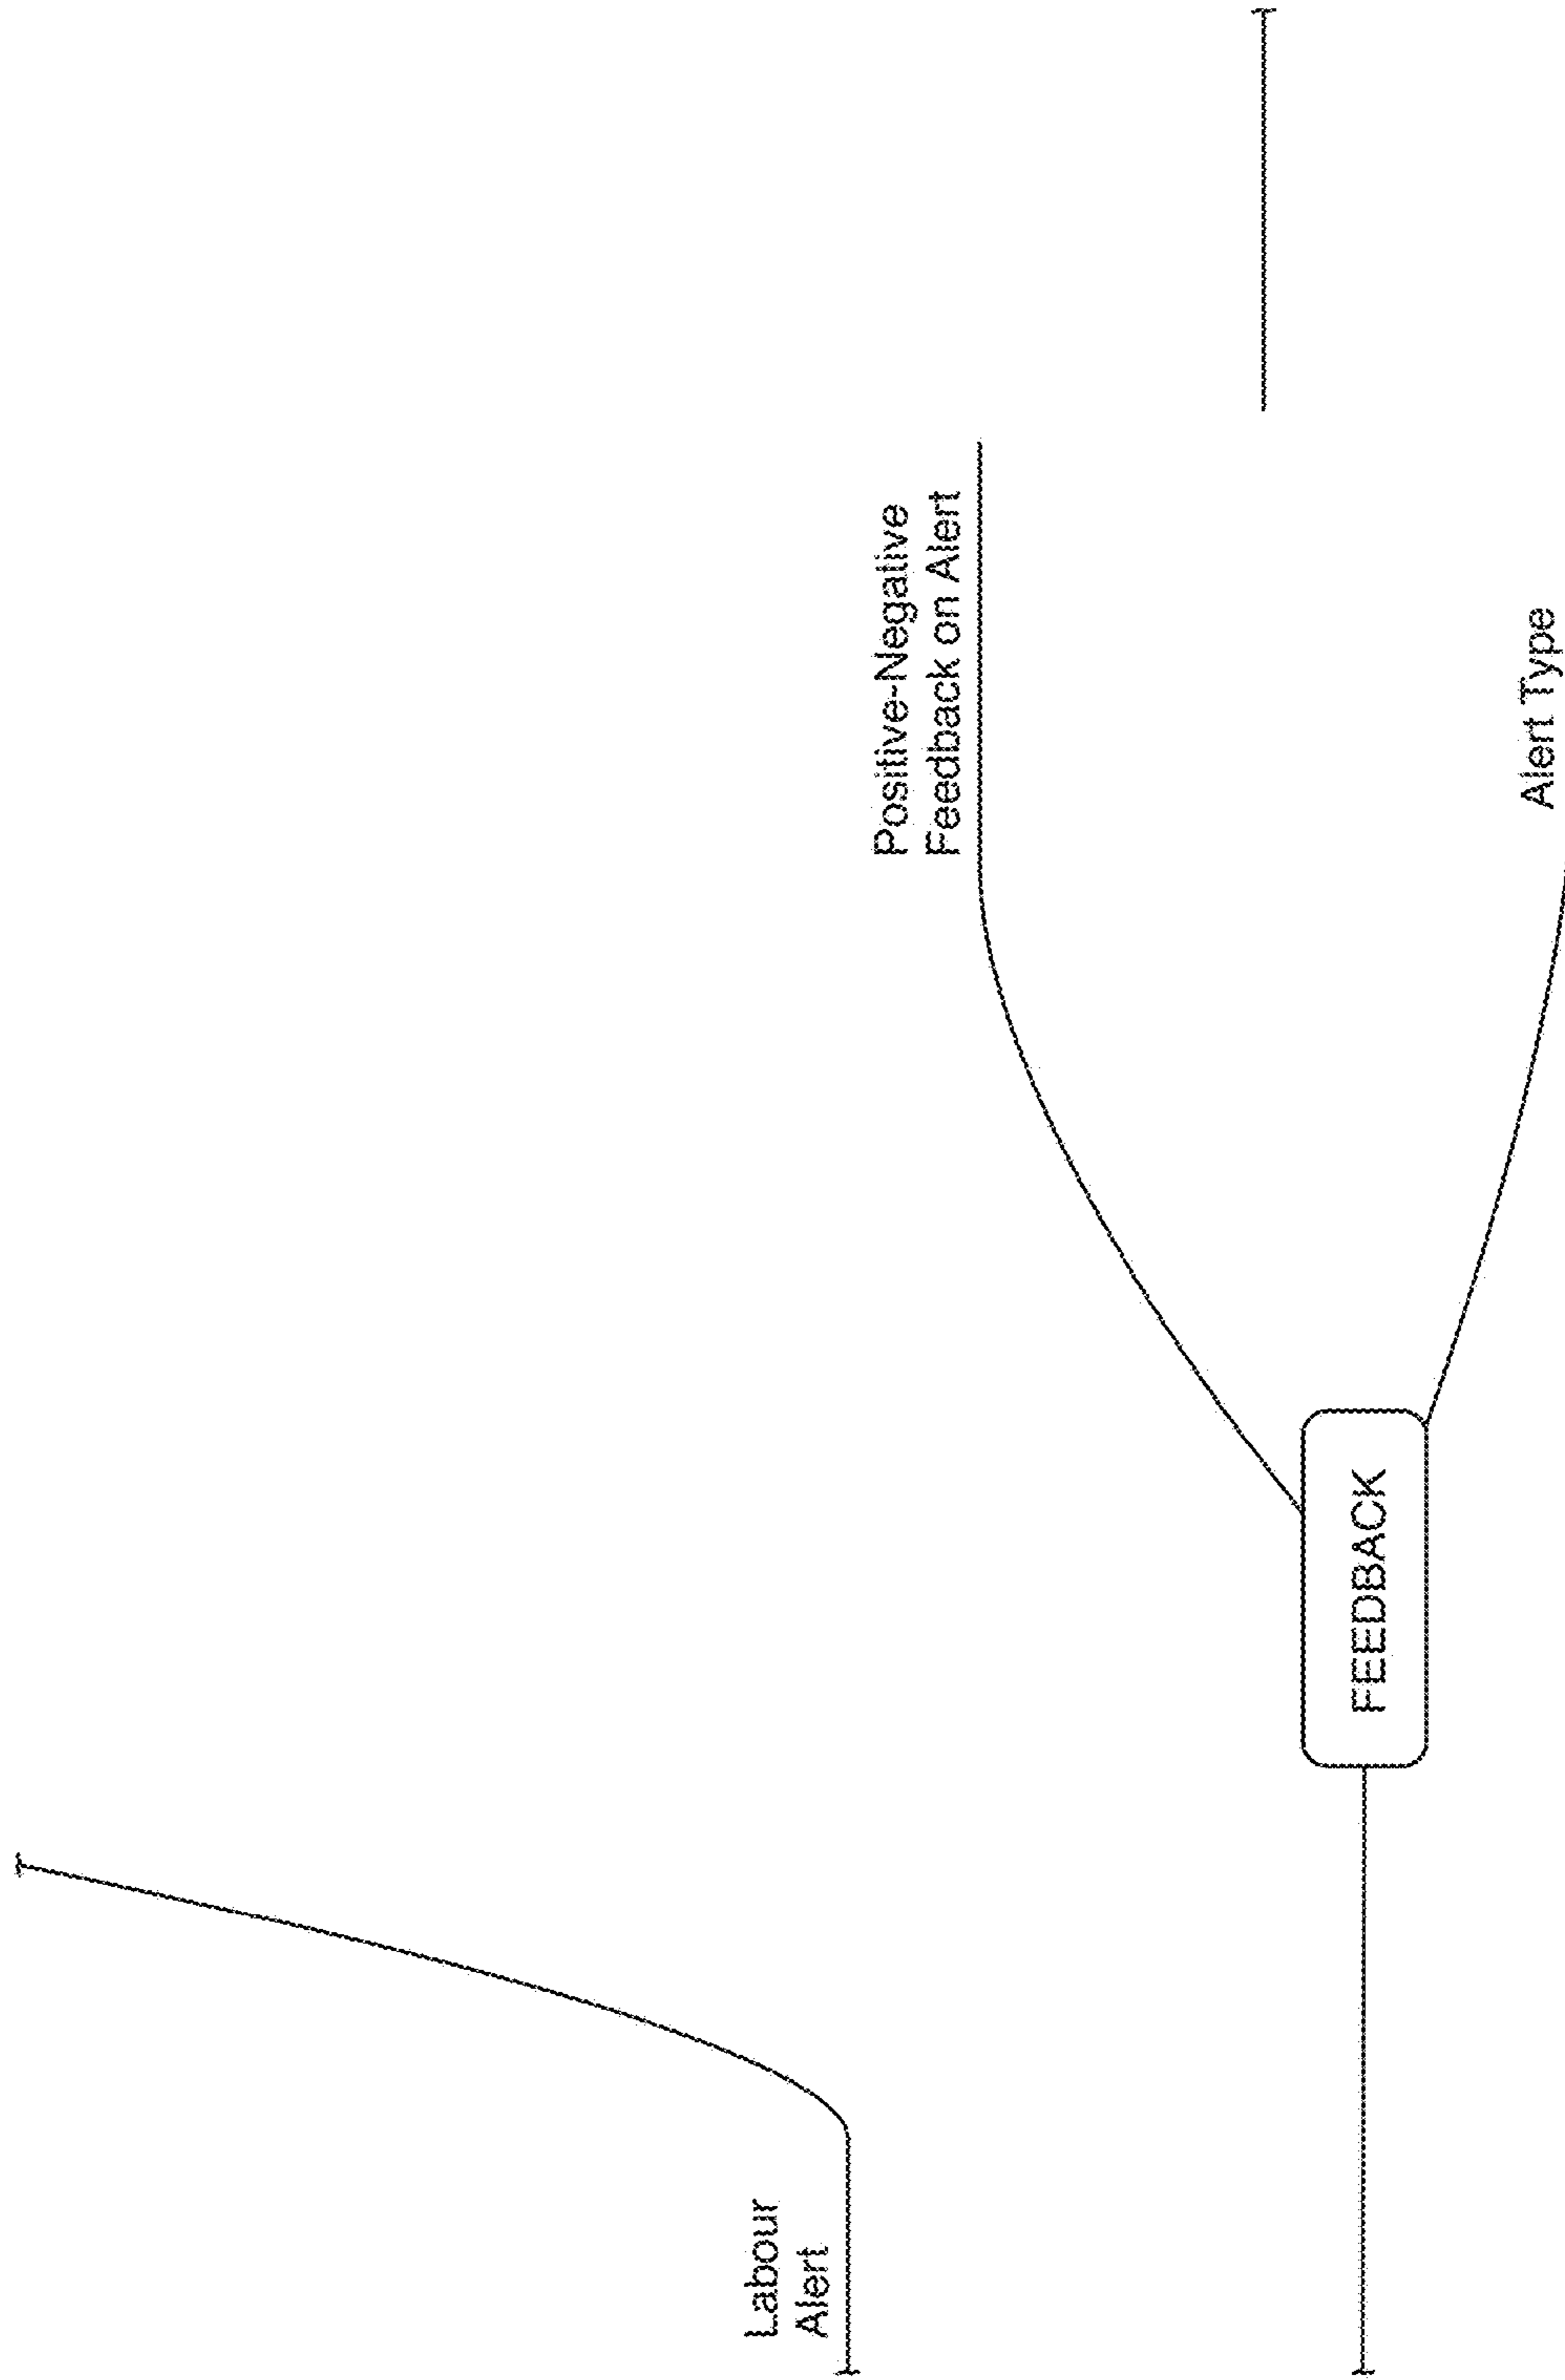 Labour
Alert
Positive-Negative
Feedback on Alert
FEEDBACK
Alert Type